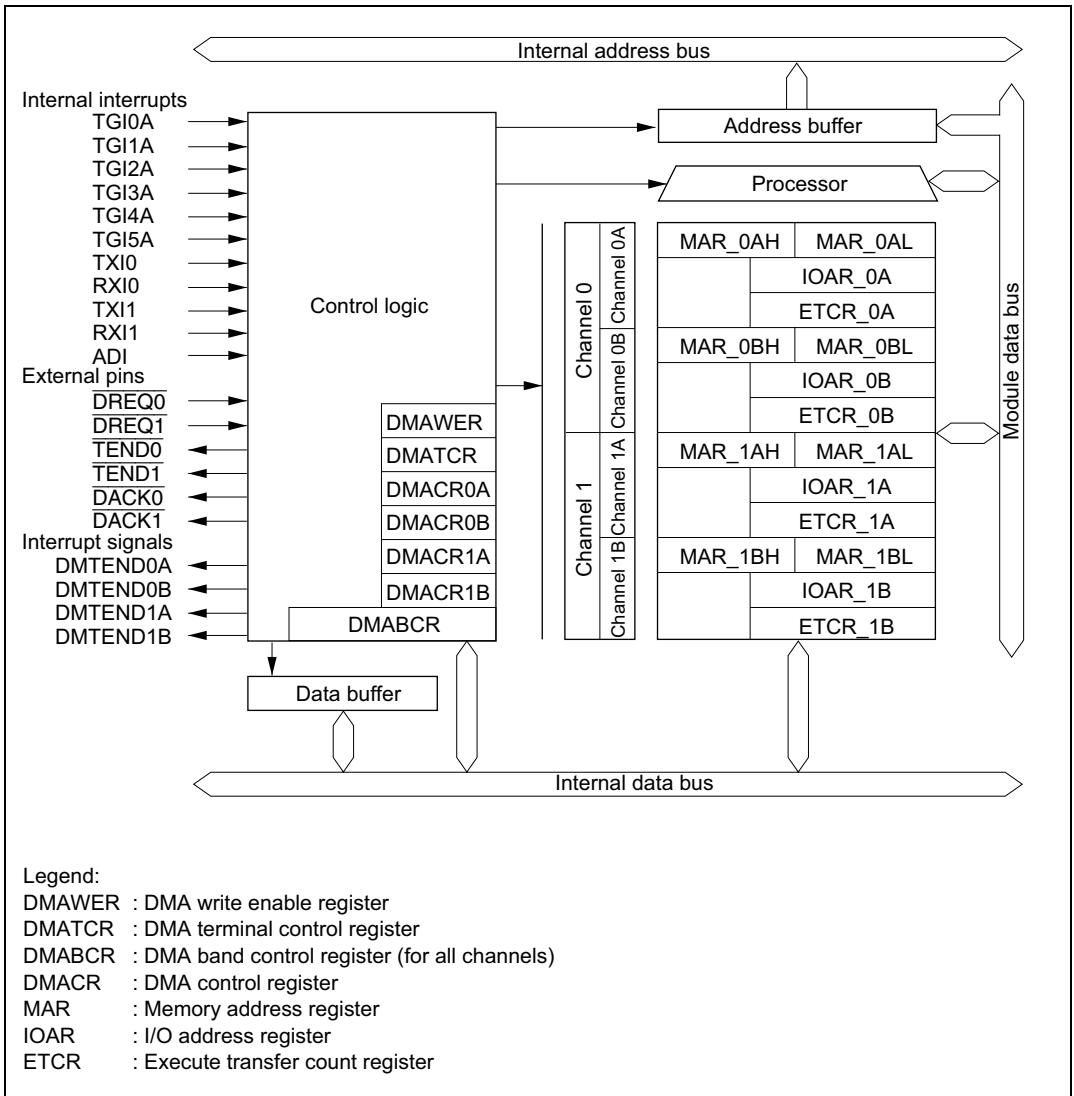 Internal address bus
Internal interrupts
TGI0A
TGI1A
TGI2A
TGI3A
TGI4A
TGI5A
TXI0
RXI0
TXI1
RXI1
ADI
External pins
DREQ0
DREQ1
TEND0
TEND1
DACK0
DACK1
Interrupt signals
DMTEND0A
DMTEND0B
DMTEND1A
DMTEND1B
Control logic
DMAWER
DMATCR
DMACR0A
DMACR0B
DMACR1A
DMACR1B
DMABCR
Data buffer
Address buffer
Processor
Channel 0
Channel 0A
Channel 0B
Channel 1
Channel 1A
Channel 1B
MAR_0AH MAR_0AL
IOAR_0A
ETCR_0A
MAR_0BH MAR_0BL
IOAR_0B
ETCR_0B
MAR_1AH MAR_1AL
IOAR_1A
ETCR_1A
MAR_1BH MAR_1BL
IOAR_1B
ETCR_1B
Module data bus
Internal data bus
Legend:
DMAWER : DMA write enable register
DMATCR : DMA terminal control register
DMABCR : DMA band control register (for all channels)
DMACR : DMA control register
MAR : Memory address register
IOAR : I/O address register
ETCR : Execute transfer count register